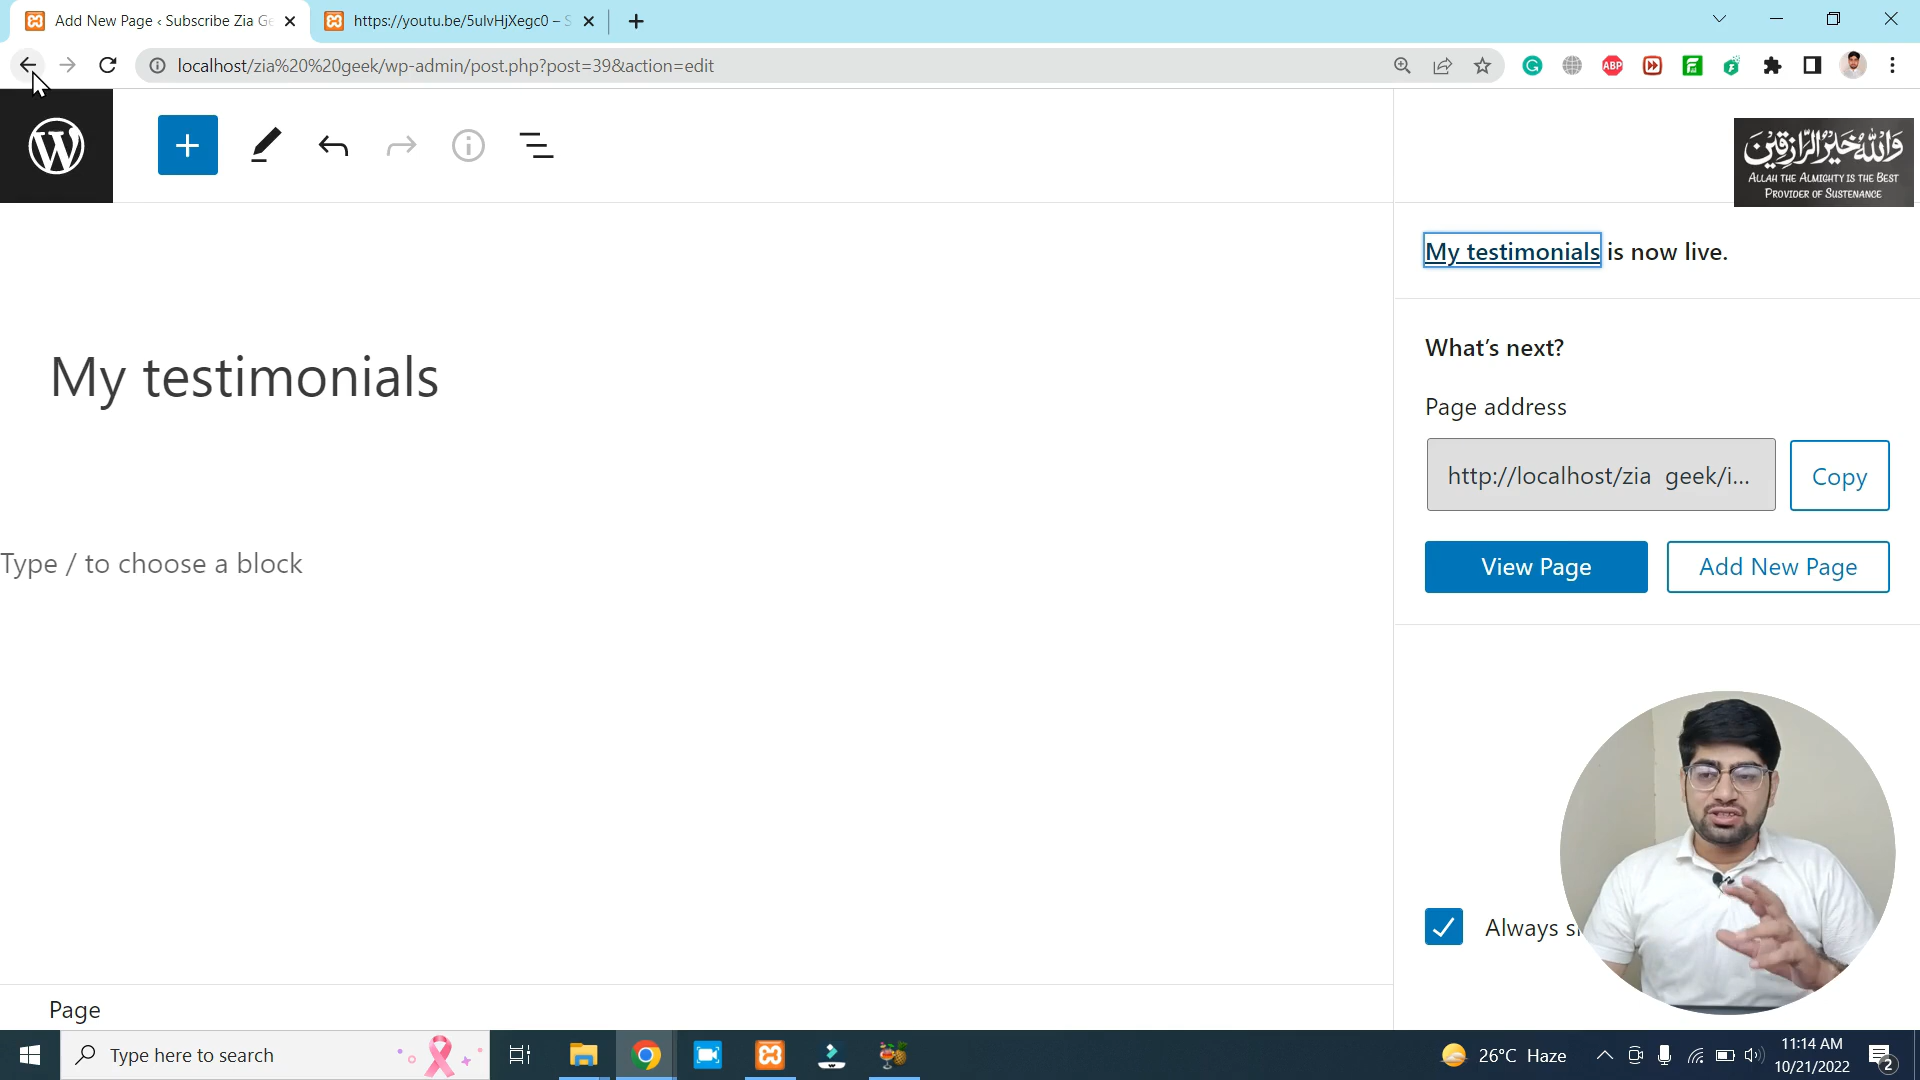 Add New Page ‹ Subscribe Zia Ge
https://youtu.be/5ulvHjXegc0 – S
localhost/zia%20%20geek/wp-admin/post.php?post=39&action=edit
ABP
وَاللّٰهُ خَيْرُ الرَّازِقِيْنَ
ALLAH THE ALMIGHTY IS THE BEST
PROVIDER OF SUSTENANCE
My testimonials is now live.
What's next?
My testimonials
Page address
http://localhost/zia geek/i...
Copy
Type / to choose a block
View Page
Add New Page
Always s
Page
Type here to search
26°C Haze
11:14 AM
10/21/2022
2